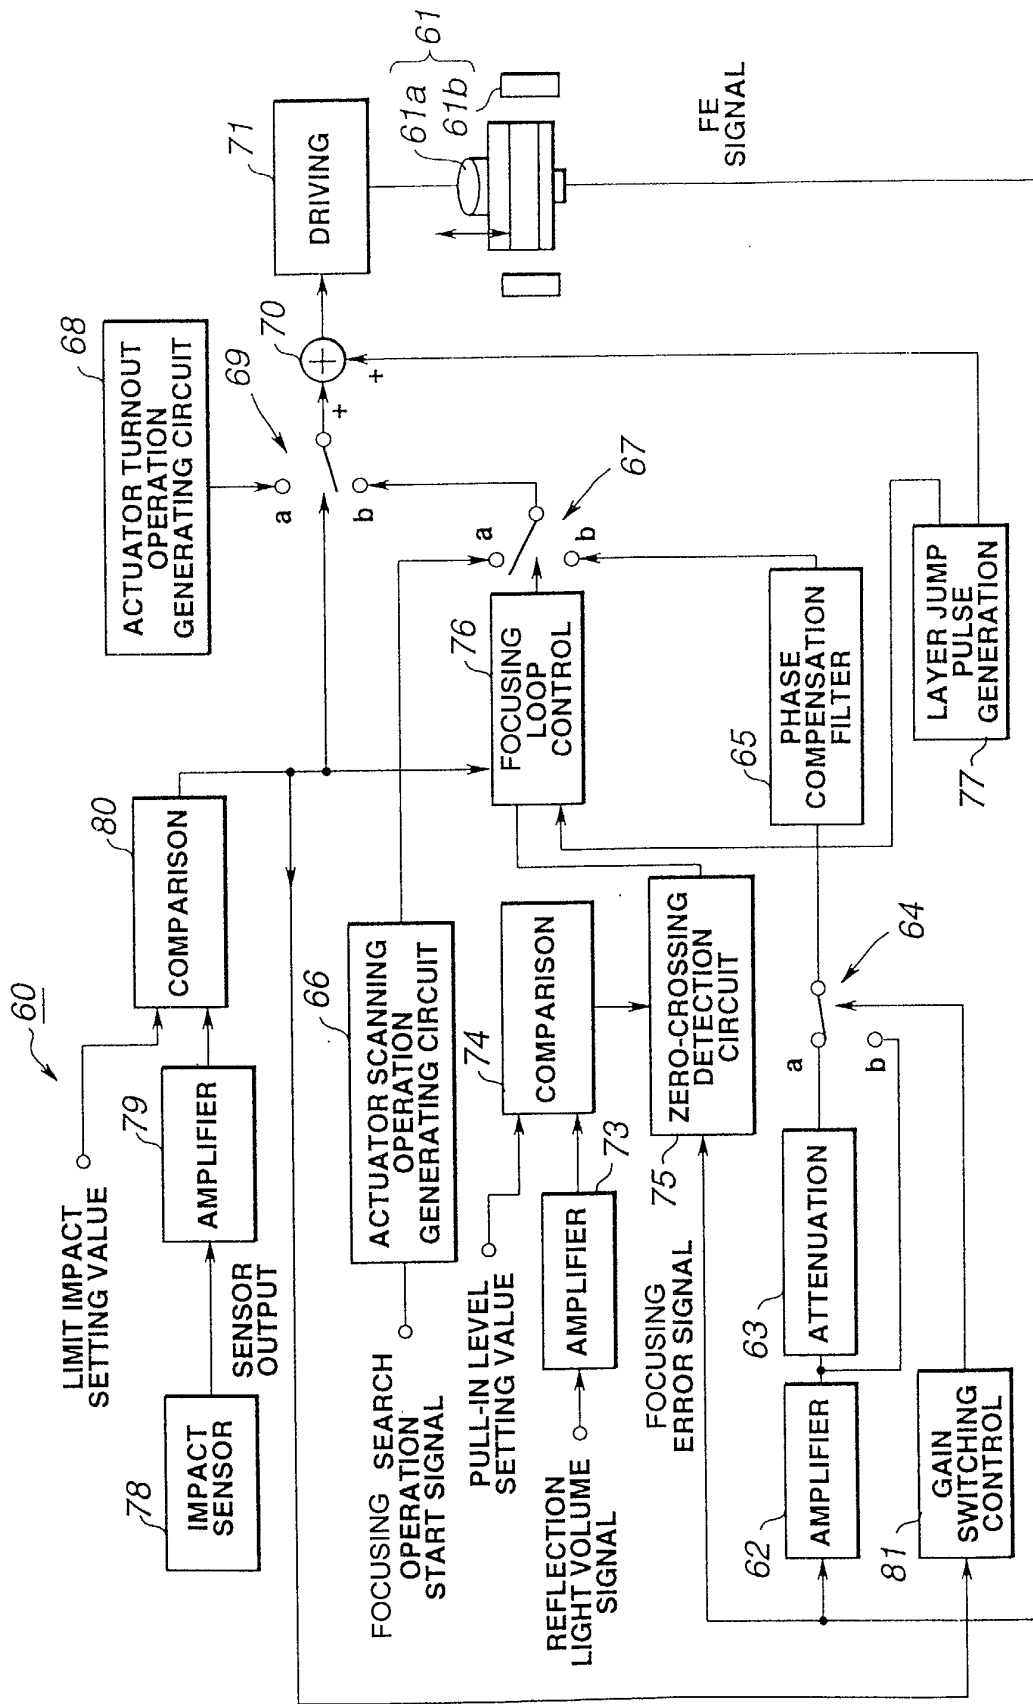 60
LIMIT IMPACT
SETTING VALUE
78
IMPACT
SENSOR
SENSOR
OUTPUT
79
AMPLIFIER
80
COMPARISON
68
ACTUATOR TURNOUT
OPERATION
GENERATING CIRCUIT
69
a
b
+
70
+
71
DRIVING
61a
61b
61
FE
SIGNAL
FOCUSING SEARCH
OPERATION
START SIGNAL
66
ACTUATOR SCANNING
OPERATION
GENERATING CIRCUIT
PULL-IN LEVEL
SETTING VALUE
74
COMPARISON
REFLECTION
LIGHT VOLUME
SIGNAL
AMPLIFIER
73
76
FOCUSING
LOOP
CONTROL
a
b
67
FOCUSING
ERROR SIGNAL
75
ZERO-CROSSING
DETECTION
CIRCUIT
62
AMPLIFIER
63
ATTENUATION
a
b
64
65
PHASE
COMPENSATION
FILTER
81
GAIN
SWITCHING
CONTROL
77
LAYER JUMP
PULSE
GENERATION